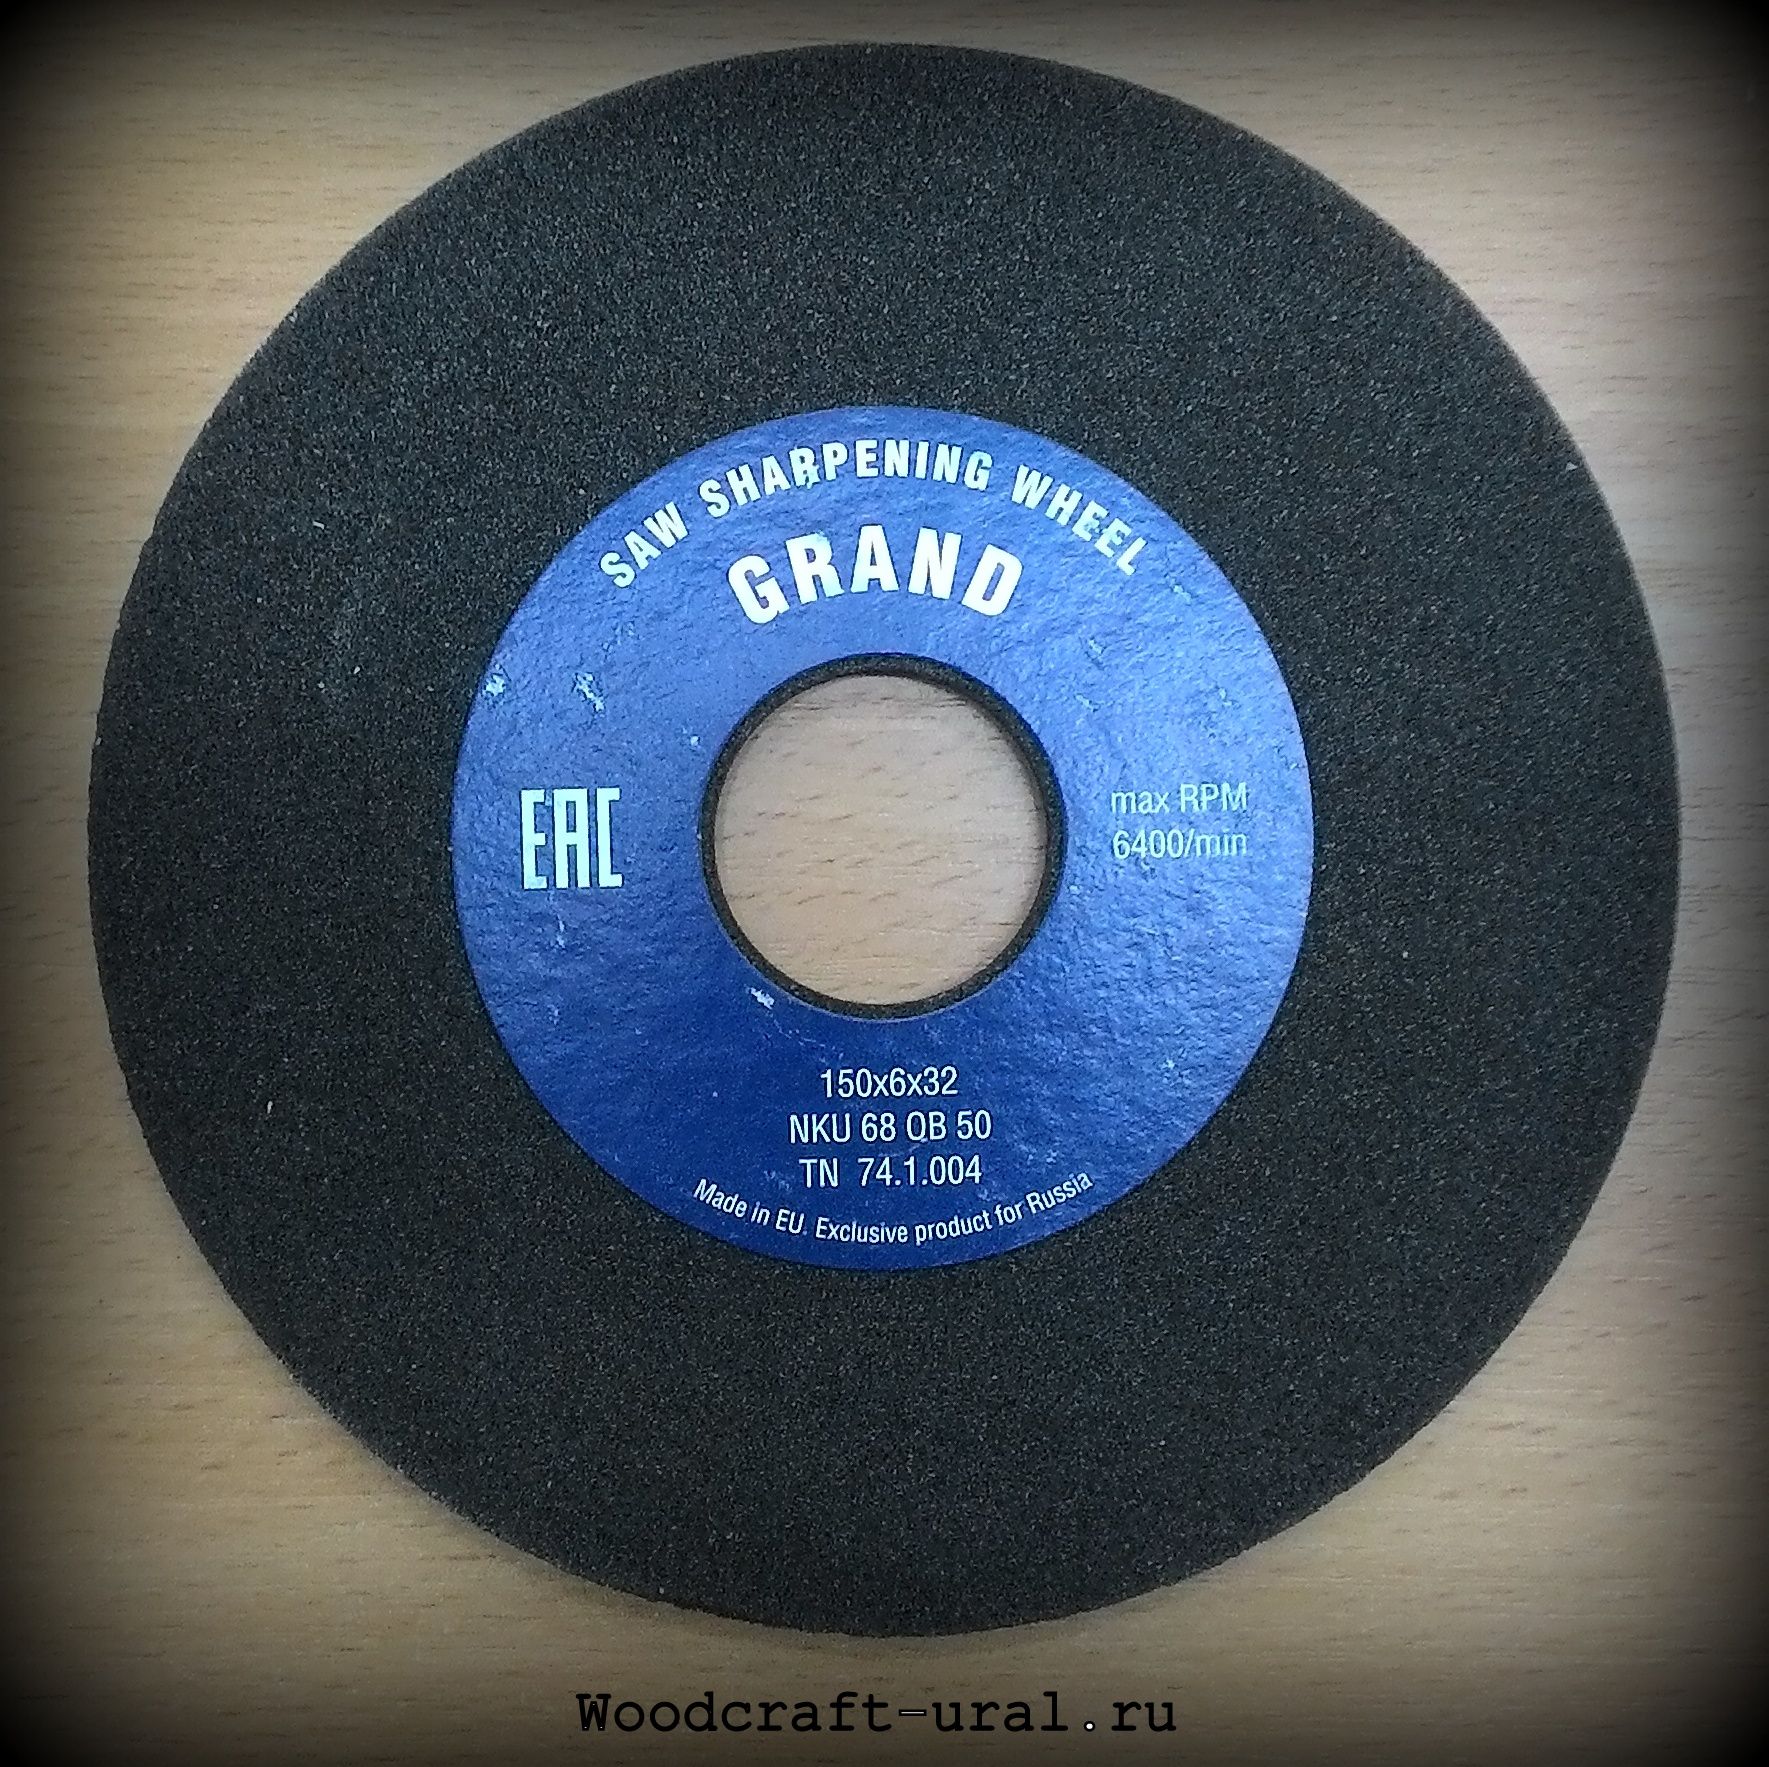 SAW SHARPENING WHEEL
GRAND
EAC
max RPM
6400/min
150x6x32
NKU 68 QB 50
TN 74.1.004
Made in EU. Exclusive product for Russia
Woodcraft-ural.ru